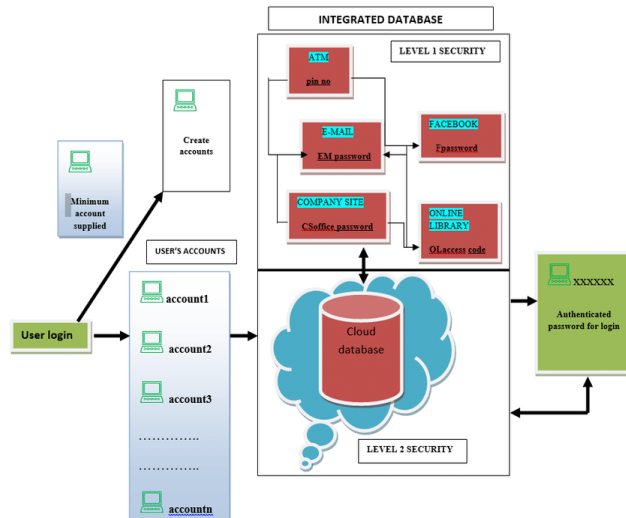 INTEGRATED DATABASE
LEVEL 1 SECURITY
ATM
pin no
E-MAIL
EM password
FACEBOOK
Fpassword
COMPANY SITE
CSoffice password
ONLINE
LIBRARY
OLaccess code
Create
accounts
Minimum
account
supplied
USER'S ACCOUNTS
User login
account1
account2
account3
…………..
…………..
accountn
Cloud
database
LEVEL 2 SECURITY
XXXXXX
Authenticated
password for login